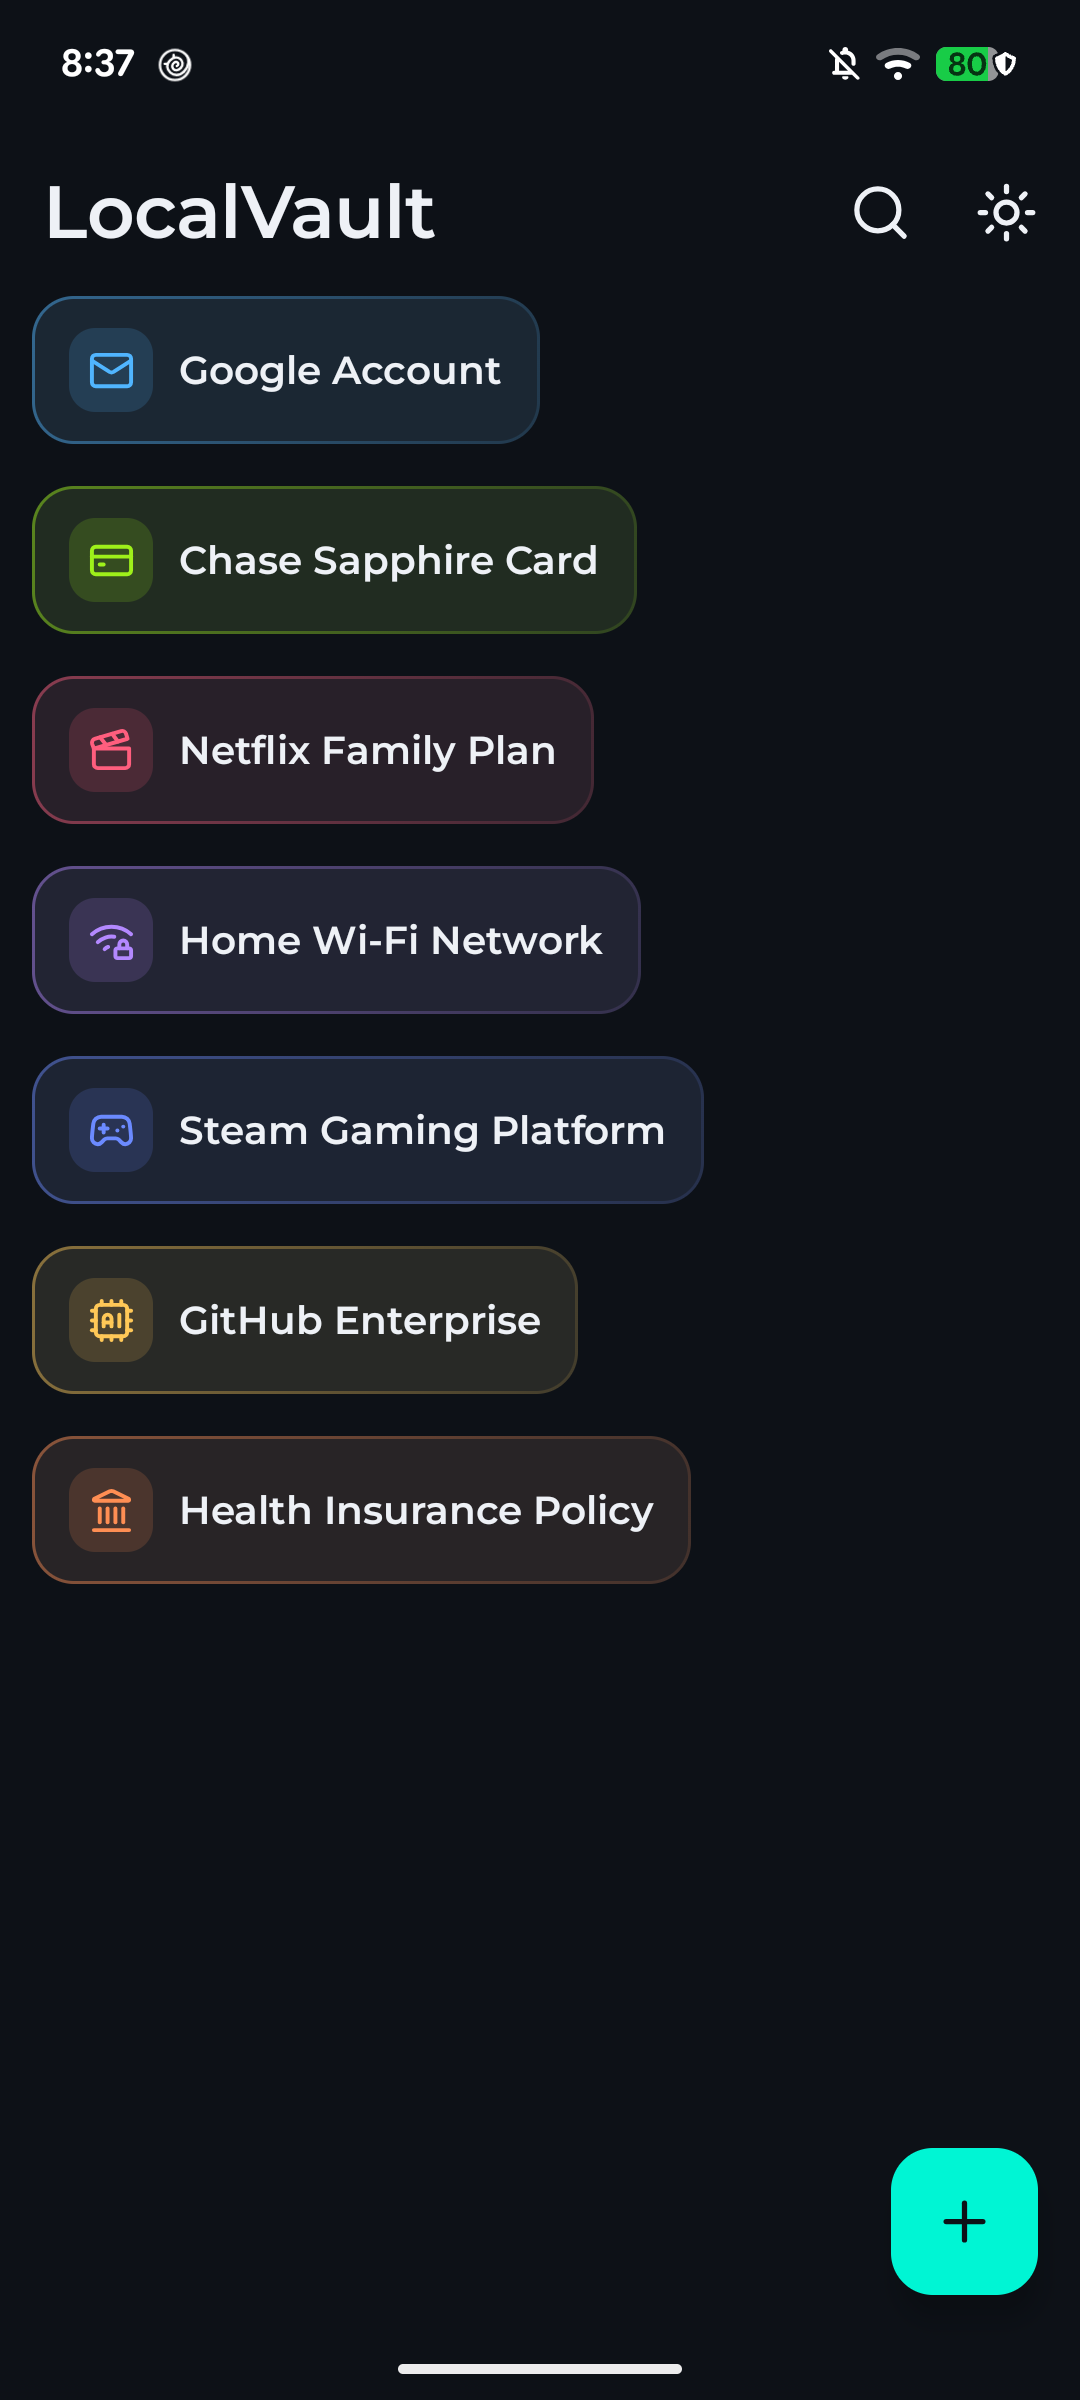 8:37
80
LocalVault
Google Account
Chase Sapphire Card
Netflix Family Plan
Home Wi-Fi Network
Steam Gaming Platform
AI
GitHub Enterprise
Health Insurance Policy